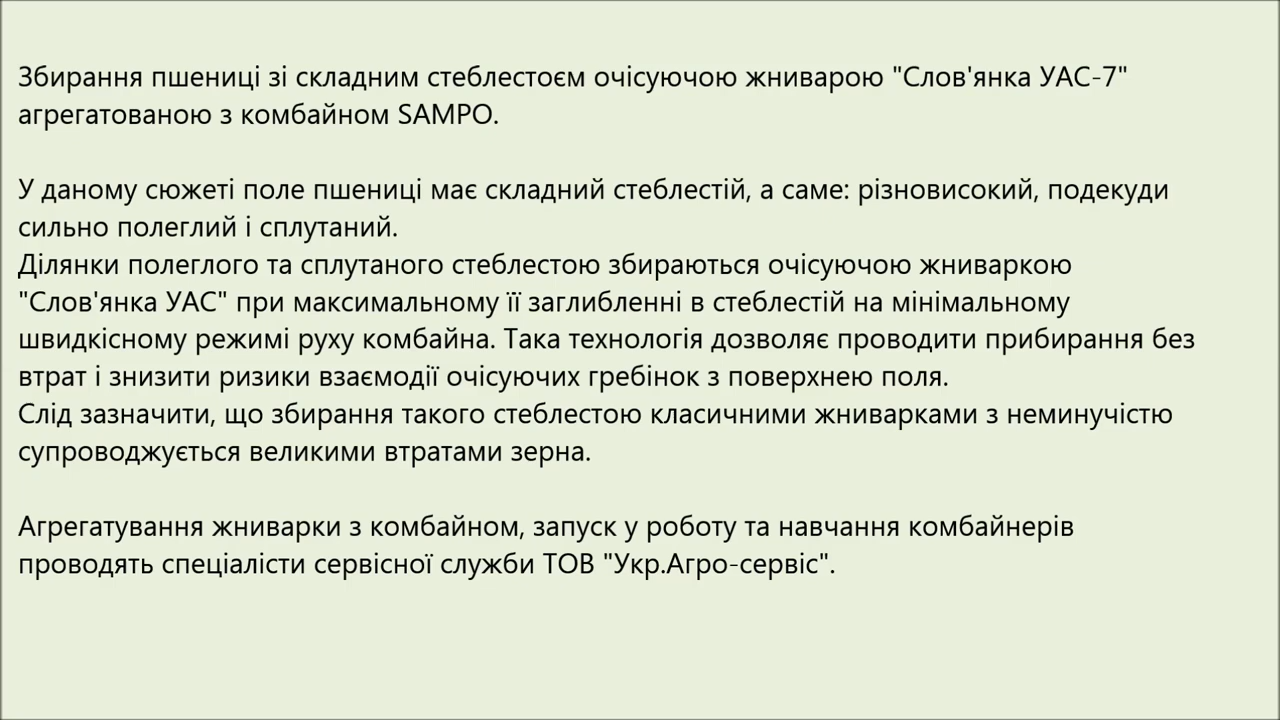 Збирання пшениці зі складним стеблестоєм очісуючою жниварою "Слов'янка УАС-7"
агрегатованою з комбайном SAMPO.
У даному сюжеті поле пшениці має складний стеблестій, а саме: різновисокий, подекуди
сильно полеглий і сплутаний.
Ділянки полеглого та сплутаного стеблестою збираються очісуючою жниваркою
"Слов'янка УАС" при максимальному її заглибленні в стеблестій на мінімальному
швидкісному режимі руху комбайна. Така технологія дозволяє проводити прибирання без
втрат і знизити ризики взаємодії очісуючих гребінок з поверхнею поля.
Слід зазначити, що збирання такого стеблестою класичними жниварками з неминучістю
супроводжується великими втратами зерна.
Агрегатування жниварки з комбайном, запуск у роботу та навчання комбайнерів
проводять спеціалісти сервісної служби ТОВ "Укр.Агро-сервіс".